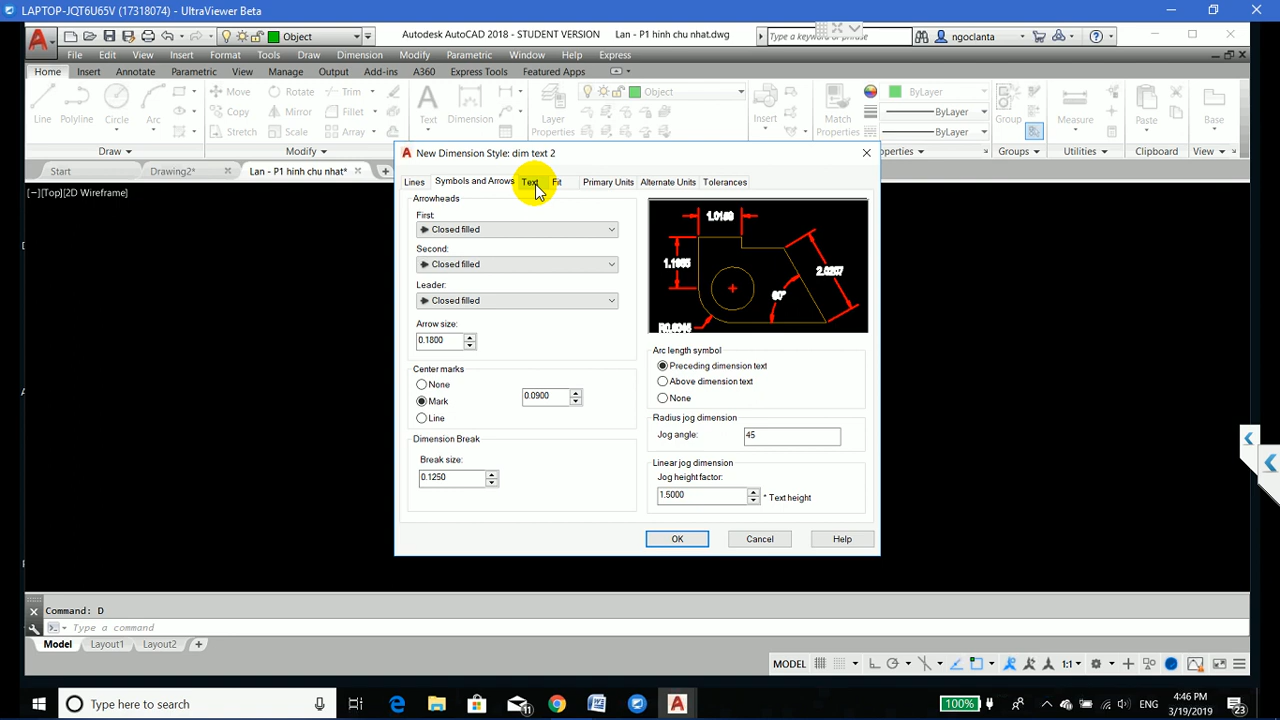 LAPTOP-JQT6U65V (17318074) - UltraViewer Beta
Object
Autodesk AutoCAD 2018 - STUDENT VERSION
Lan - P1 hinh chu nhat.dwg
Type a keyword or phrase
ngoclanta
File Edit View Insert Format Tools Draw Dimension Modify Parametric Window Help Express
Home Insert Annotate Parametric View Manage Output Add-ins A360 Express Tools Featured Apps
Line Polyline Circle Arc
Move Rotate Trim
Copy Mirror Fillet
Stretch Scale Array
Text Dimension
Layer Properties
Object
Insert
Match Properties
ByLayer
ByLayer
ByLayer
Group
Measure
Paste
Base
Draw Modify Properties Groups Utilities Clipboard View
Start Drawing2* Lan - P1 hinh chu nhat*
[−][Top][2D Wireframe]
New Dimension Style: dim text 2
Lines Symbols and Arrows Text Fit Primary Units Alternate Units Tolerances
Arrowheads
First:
Closed filled
Second:
Closed filled
Leader:
Closed filled
Arrow size:
0.1800
Center marks
None
Mark
Line
0.0900
Dimension Break
Break size:
0.1250
60°
Arc length symbol
Preceding dimension text
Above dimension text
None
Radius jog dimension
Jog angle: 45
Linear jog dimension
Jog height factor:
1.5000 * Text height
OK Cancel Help
Command: D
Type a command
Model Layout1 Layout2
MODEL 1:1
Type here to search
11
100%
ENG
4:46 PM
3/19/2019
23